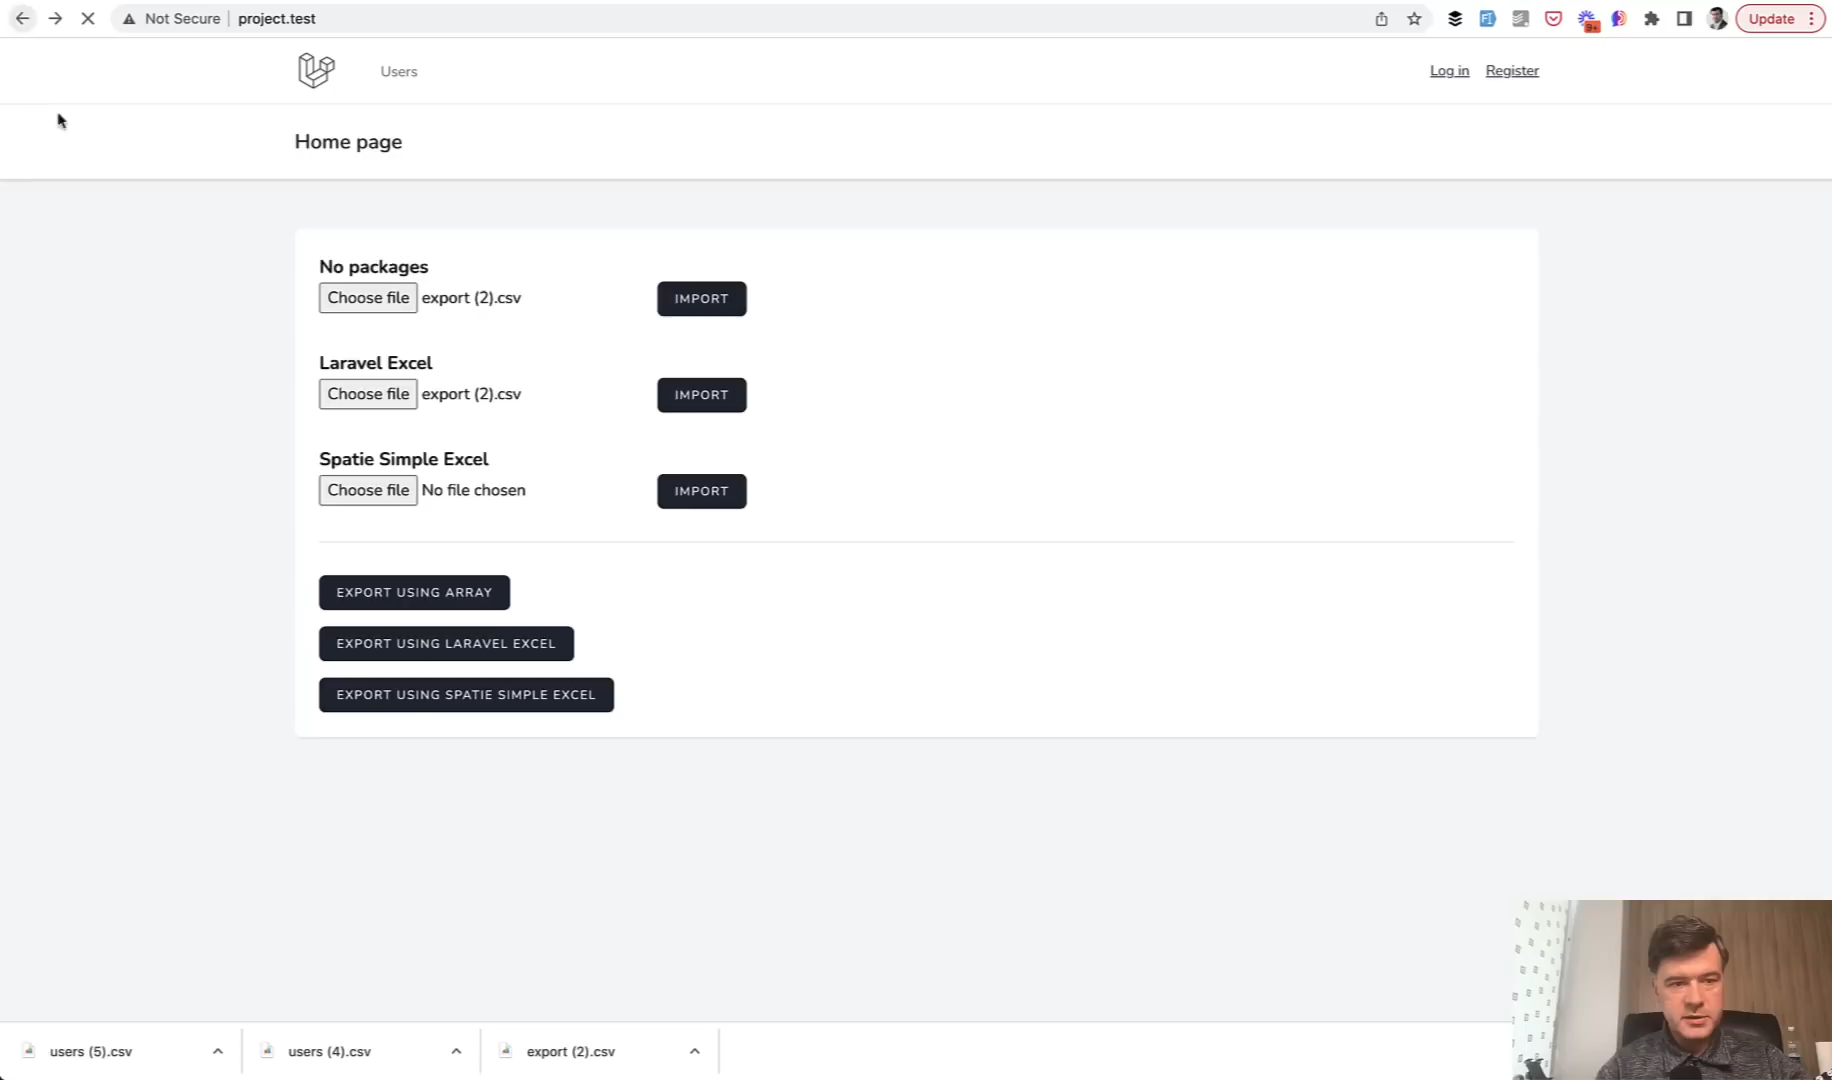 Not Secure
project.test
9+
Update
Users
Log in
Register
Home page
No packages
Choose file export (2).csv
IMPORT
Laravel Excel
Choose file export (2).csv
IMPORT
Spatie Simple Excel
Choose file No file chosen
IMPORT
EXPORT USING ARRAY
EXPORT USING LARAVEL EXCEL
EXPORT USING SPATIE SIMPLE EXCEL
users (5).csv
users (4).csv
export (2).csv